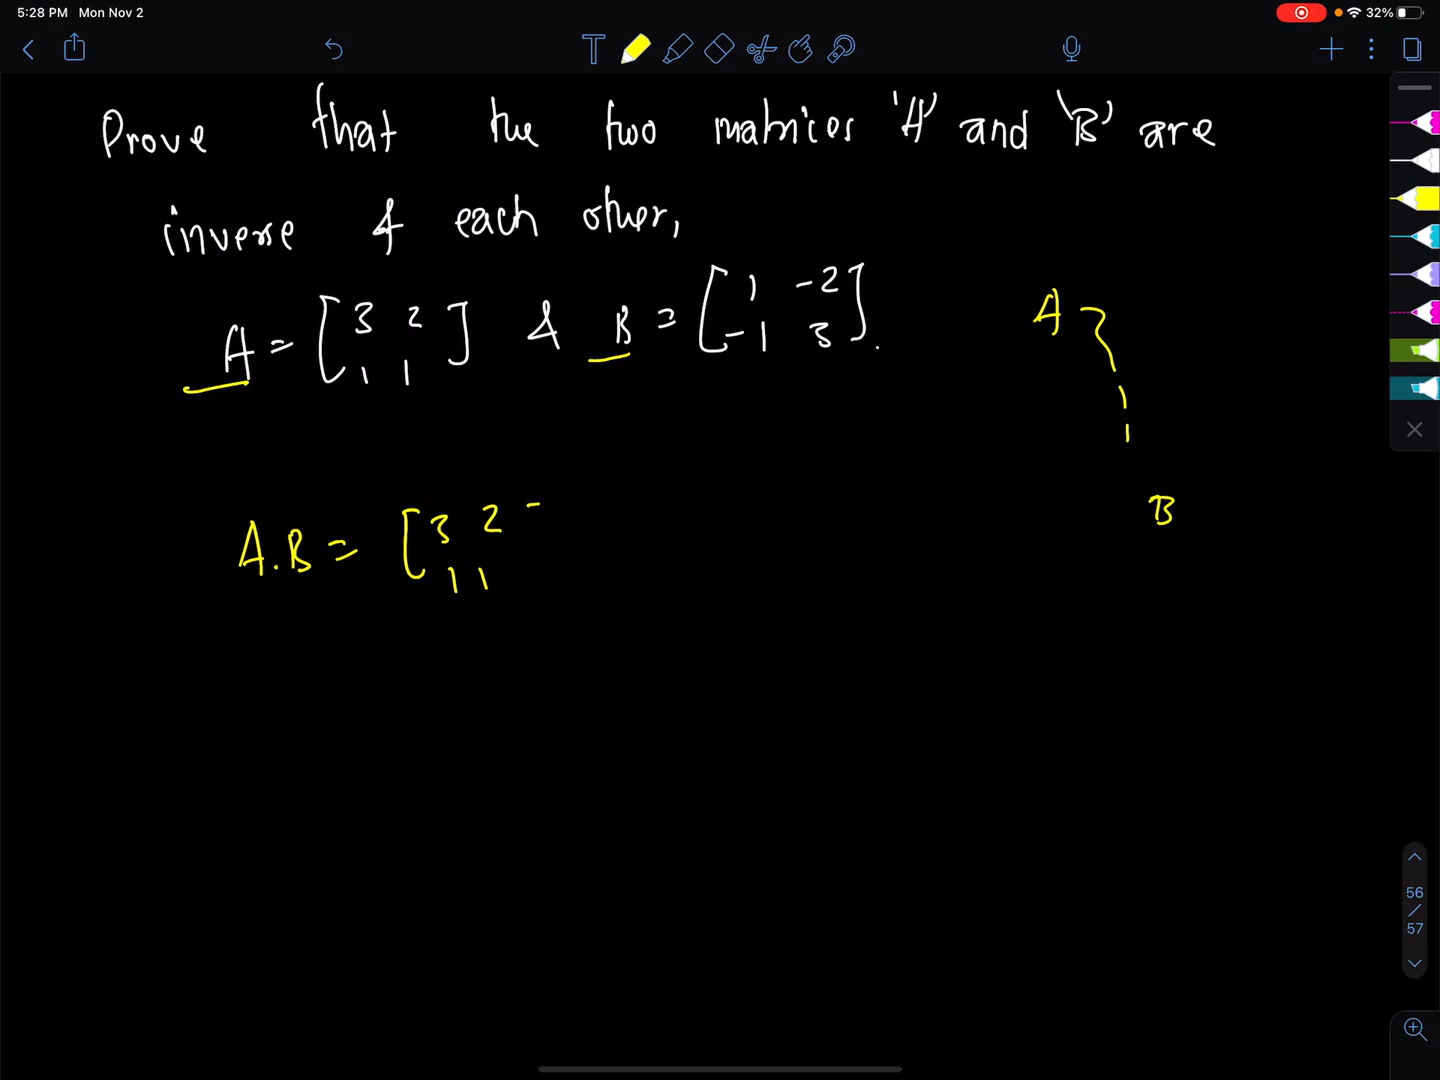 5:28 PM Mon Nov 2 32%
Prove that the two matrices 'A' and 'B' are
inverse of each other,
A = [3 2 & B = [1 -2
1 1] -1 3].
A
B
A.B = [3 2
1 1
56
/
57